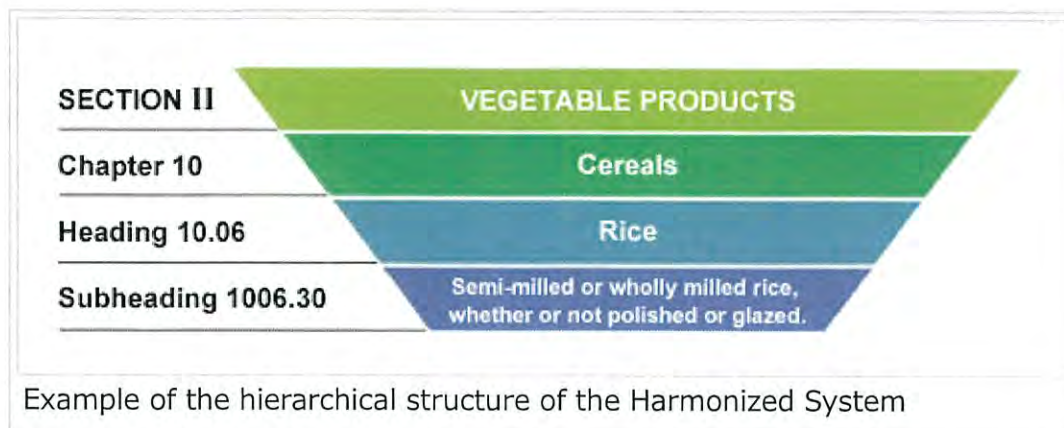 SECTION II
VEGETABLE PRODUCTS
Chapter 10
Cereals
Heading 10.06
Rice
Subheading 1006.30
Semi-milled or wholly milled rice,
whether or not polished or glazed.
Example of the hierarchical structure of the Harmonized System